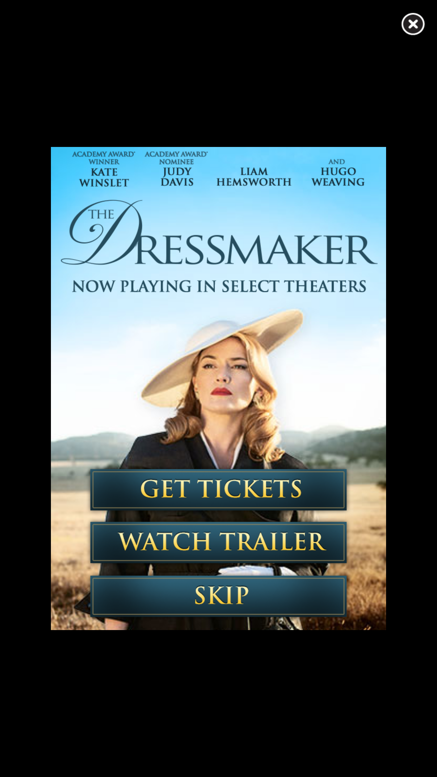 ACADEMY AWARD® WINNER KATE WINSLET
ACADEMY AWARD® NOMINEE JUDY DAVIS
LIAM HEMSWORTH
AND HUGO WEAVING
THE
DRESSMAKER
NOW PLAYING IN SELECT THEATERS
GET TICKETS
WATCH TRAILER
SKIP